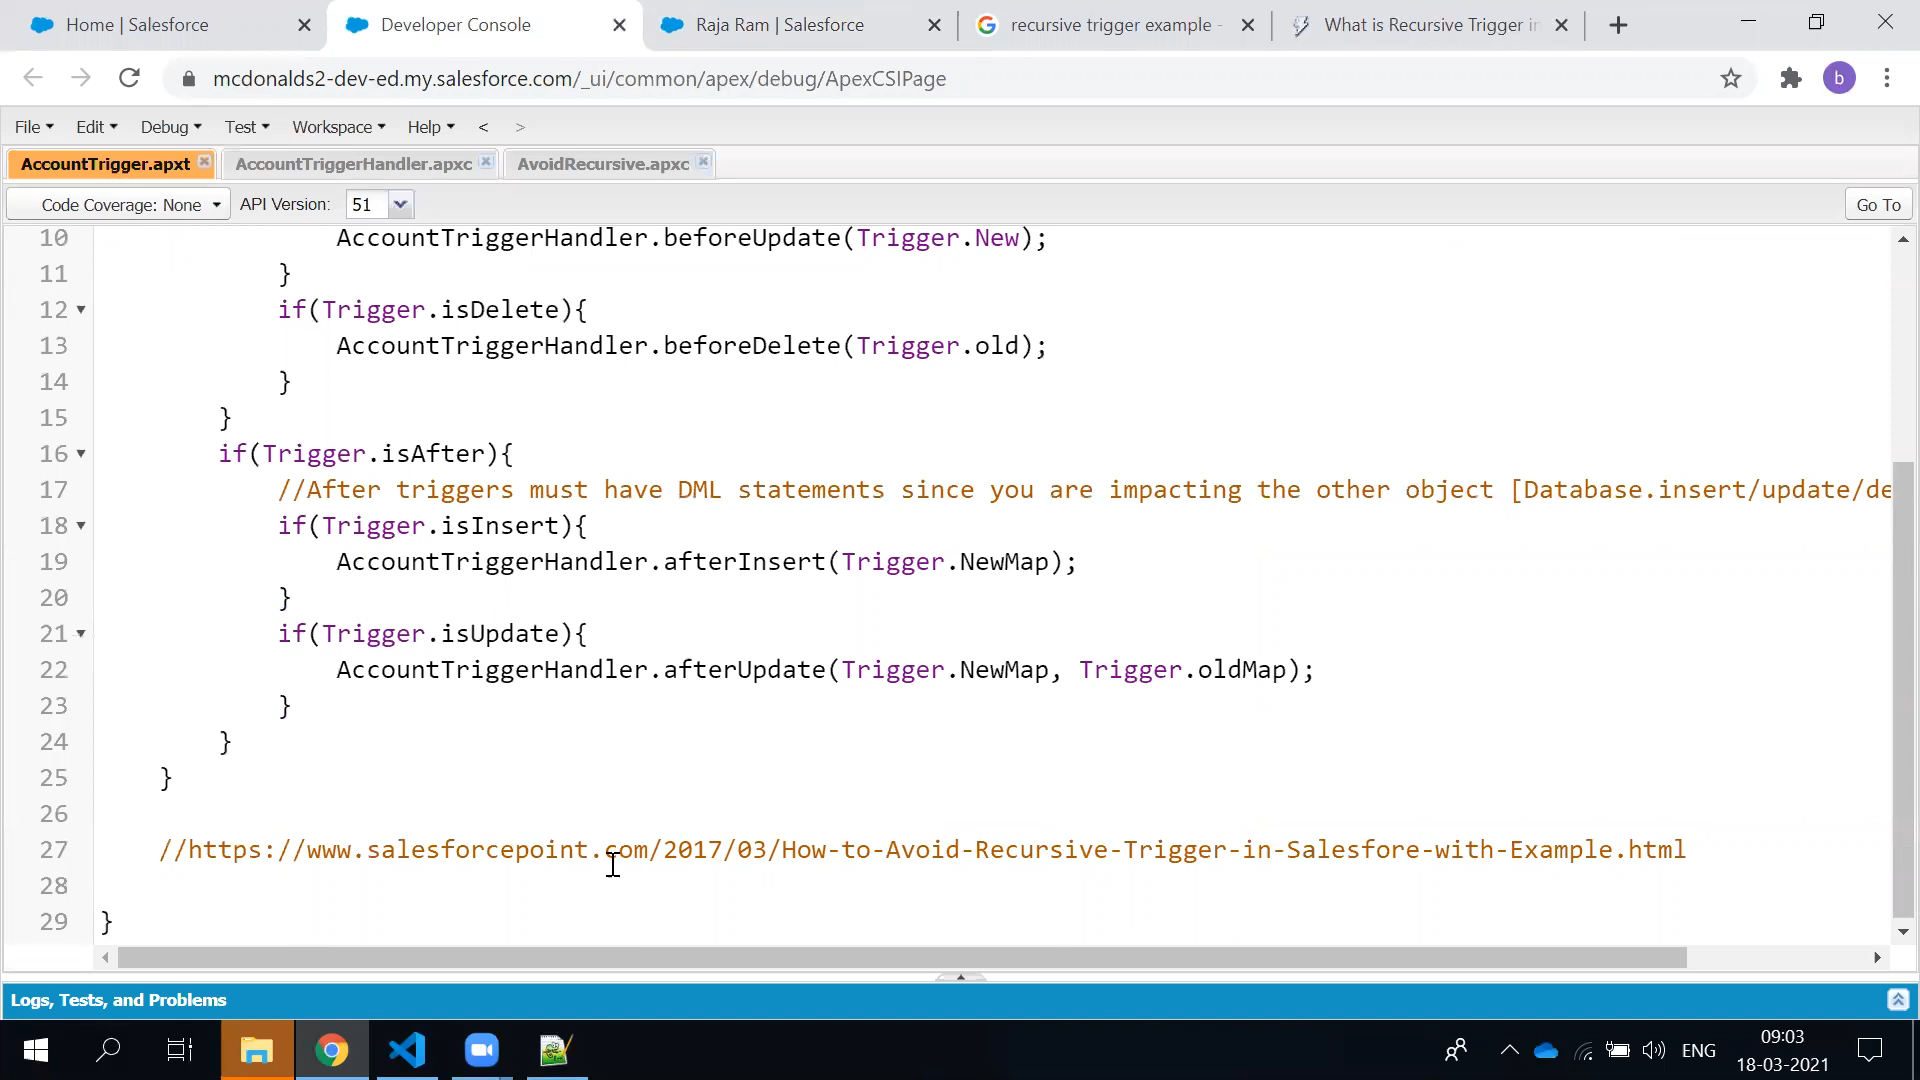 Home | Salesforce
Developer Console
Raja Ram | Salesforce
recursive trigger example -
What is Recursive Trigger in
mcdonalds2-dev-ed.my.salesforce.com/_ui/common/apex/debug/ApexCSIPage
b
File Edit Debug Test Workspace Help < >
AccountTrigger.apxt
AccountTriggerHandler.apxc
AvoidRecursive.apxc
Code Coverage: None API Version: 51 Go To
10 AccountTriggerHandler.beforeUpdate(Trigger.New);
11 }
12 if(Trigger.isDelete){
13 AccountTriggerHandler.beforeDelete(Trigger.old);
14 }
15 }
16 if(Trigger.isAfter){
17 //After triggers must have DML statements since you are impacting the other object [Database.insert/update/de
18 if(Trigger.isInsert){
19 AccountTriggerHandler.afterInsert(Trigger.NewMap);
20 }
21 if(Trigger.isUpdate){
22 AccountTriggerHandler.afterUpdate(Trigger.NewMap, Trigger.oldMap);
23 }
24 }
25 }
26
27 //https://www.salesforcepoint.com/2017/03/How-to-Avoid-Recursive-Trigger-in-Salesfore-with-Example.html
28
29 }
Logs, Tests, and Problems
ENG
09:03
18-03-2021